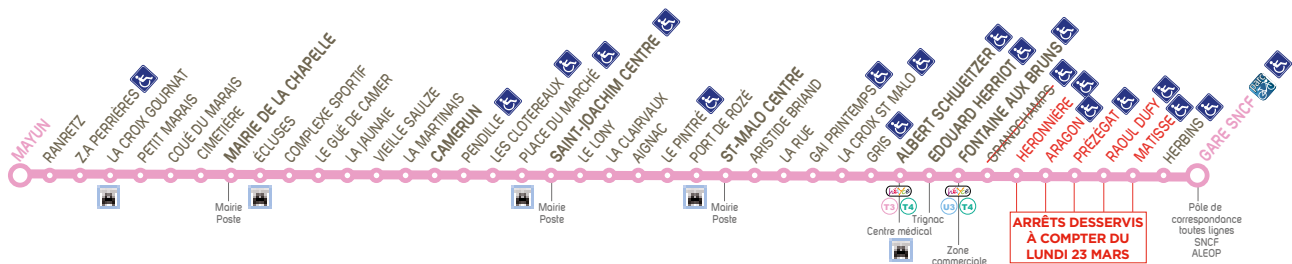 MAYUN
RANRETZ
Z.A PERRIÈRES
LA CROIX GOURNAT
PETIT MARAIS
COUÉ DU MARAIS
CIMETIÈRE
MAIRIE DE LA CHAPELLE
ÉCLUSES
COMPLEXE SPORTIF
LE GUÉ DE CAMER
LA JAUNAIE
VIEILLE SAULZE
LA MARTINAIS
CAMERUN
PENDILLE
LES CLOTEREAUX
PLACE DU MARCHÉ
SAINT-JOACHIM CENTRE
LE LONY
LA CLAIRVAUX
AIGNAC
LE PINTRÉ
PORT DE ROZÉ
ST-MALO CENTRE
ARISTIDE BRIAND
LA RUE
GAI PRINTEMPS
LA CROIX ST MALO
GRIS
ALBERT SCHWEITZER
EDOUARD HERRIOT
FONTAINE AUX BRUNS
GRANDCHAMPS
HERONNIÈRE
ARAGON
PRÉZÉGAT
RAOUL DUFY
MATISSE
HERBINS
GARE SNCF
Mairie
Poste
Mairie
Poste
Mairie
Poste
hélYce
T3 T4
Centre médical
Trignac
hélYce
U3 T4
Zone
commerciale
ARRÊTS DESSERVIS
À COMPTER DU
LUNDI 23 MARS
Pôle de
correspondance
toutes lignes
SNCF
ALEOP